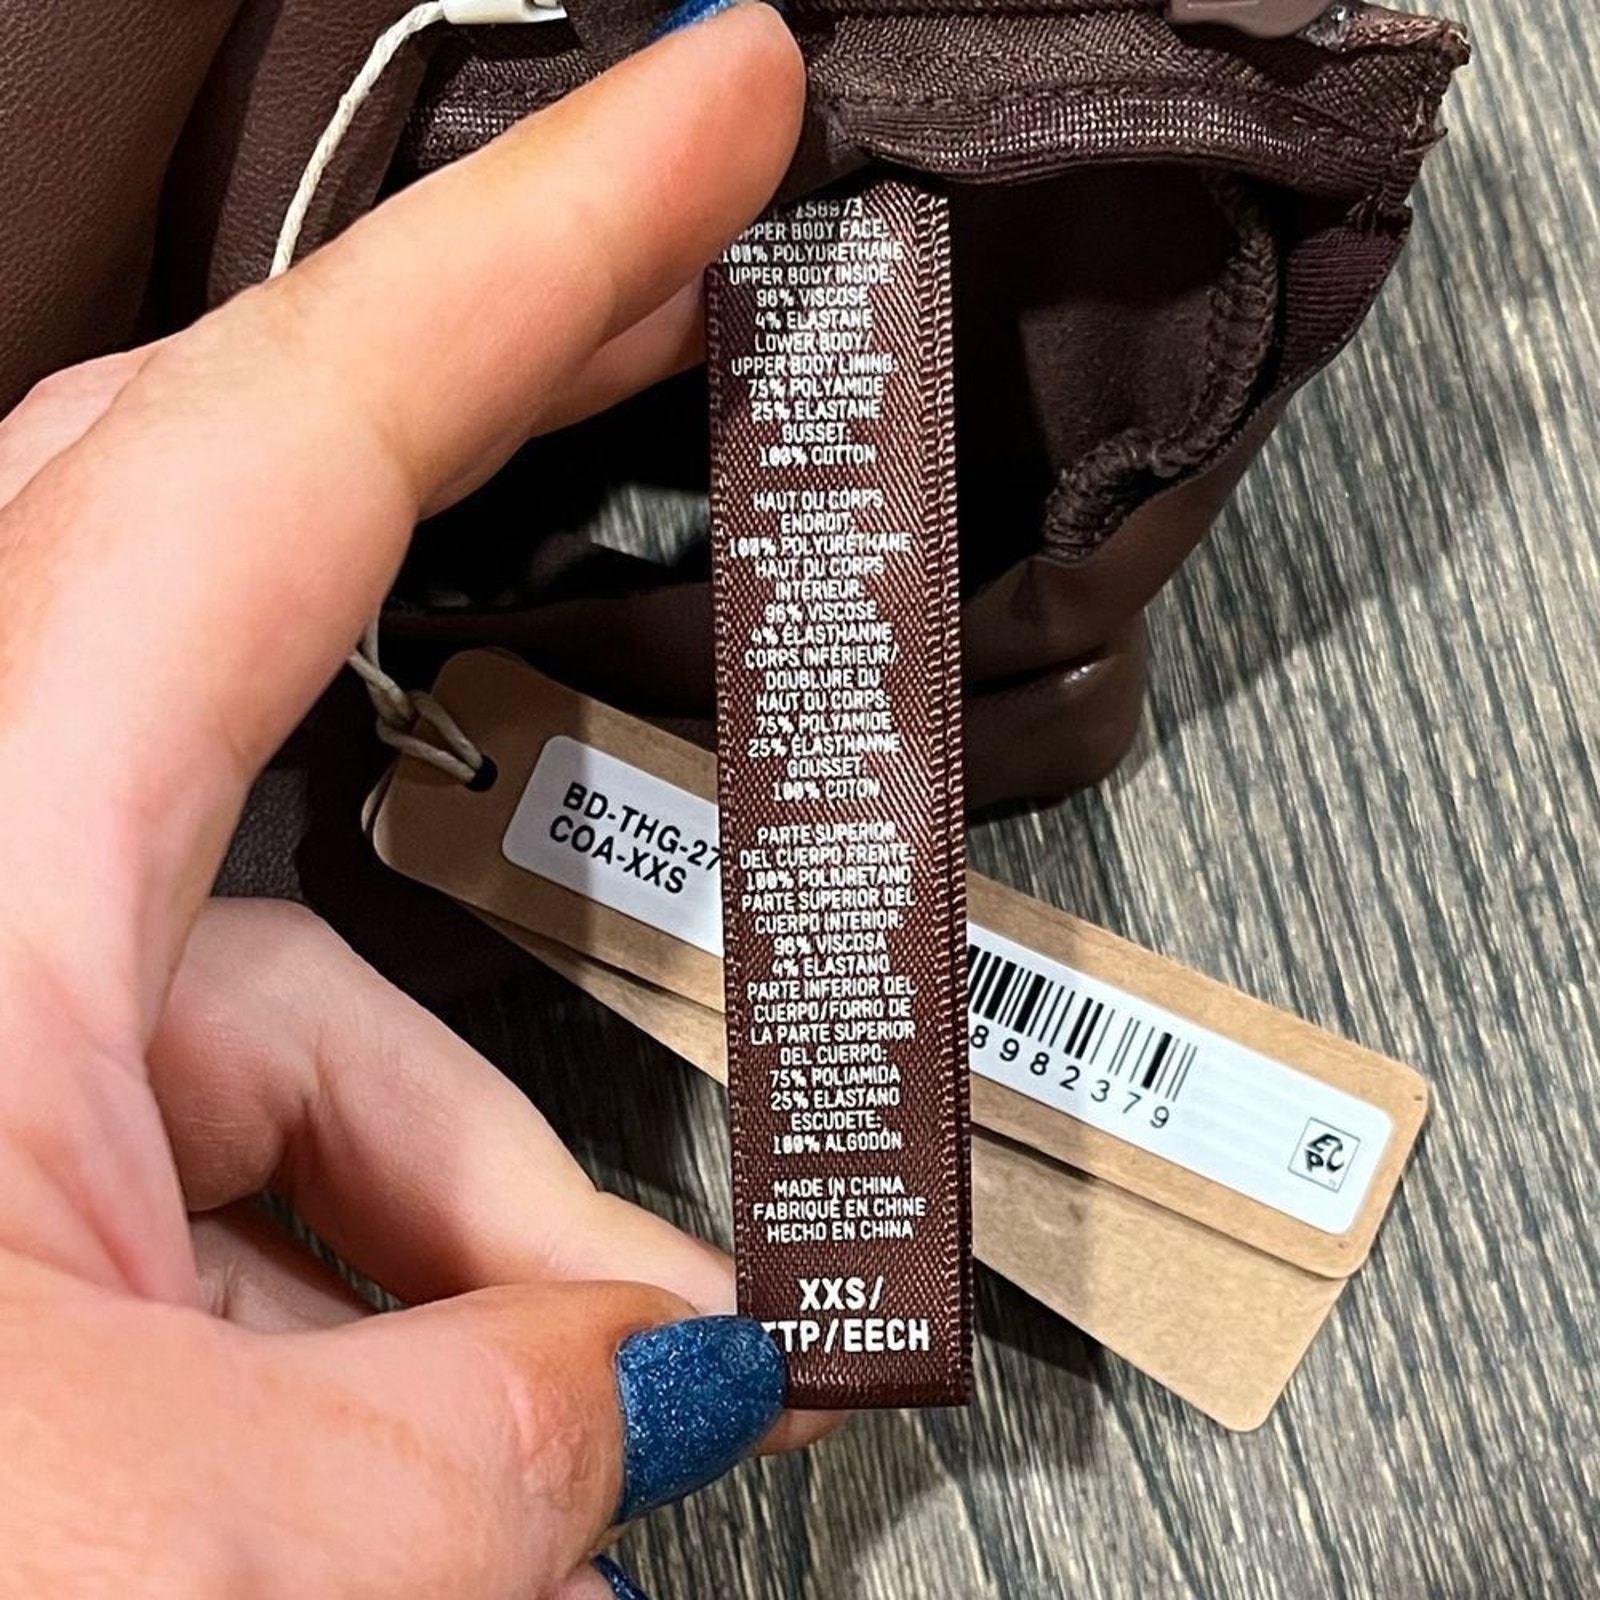 158973
UPPER BODY FACE:
100% POLYURETHANE
UPPER BODY INSIDE:
96% VISCOSE
4% ELASTANE
LOWER BODY/
UPPER BODY LINING:
75% POLYAMIDE
25% ELASTANE
GUSSET:
100% COTTON
HAUT DU CORPS
ENDROIT:
100% POLYURÉTHANE
HAUT DU CORPS
INTÉRIEUR:
96% VISCOSE
4% ÉLASTHANNE
CORPS INFÉRIEUR/
DOUBLURE DU
HAUT DU CORPS:
75% POLYAMIDE
25% ÉLASTHANNE
GOUSSET:
100% COTON
PARTE SUPERIOR
DEL CUERPO FRENTE:
100% POLIURETANO
PARTE SUPERIOR DEL
CUERPO INTERIOR:
96% VISCOSA
4% ELASTANO
PARTE INFERIOR DEL
CUERPO/FORRO DE
LA PARTE SUPERIOR
DEL CUERPO:
75% POLIAMIDA
25% ELASTANO
ESCUDETE:
100% ALGODÓN
MADE IN CHINA
FABRIQUÉ EN CHINE
HECHO EN CHINA
XXS/
TTP/EECH
BD-THG-27
COA-XXS
8982379